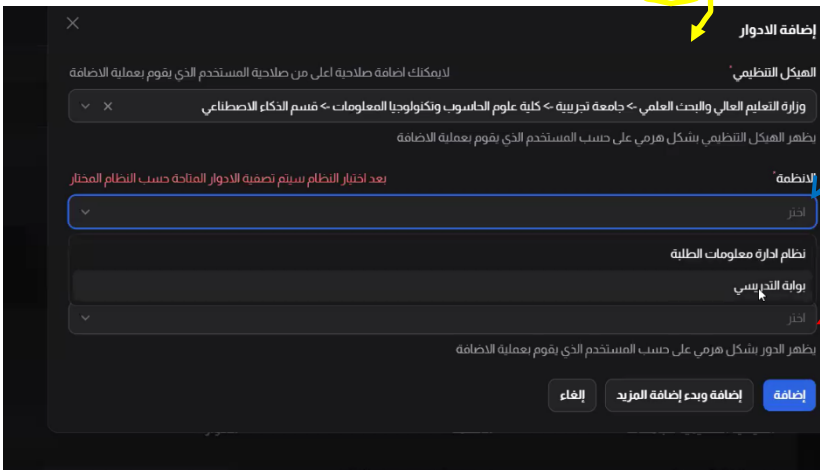 إضافة الادوار
الهيكل التنظيمي*
لايمكنك اضافة صلاحية اعلى من صلاحية المستخدم الذي يقوم بعملية الاضافة
وزارة التعليم العالي والبحث العلمي -> جامعة تجريبية -> كلية علوم الحاسوب وتكنولوجيا المعلومات -> قسم الذكاء الاصطناعي
يظهر الهيكل التنظيمي بشكل هرمي على حسب المستخدم الذي يقوم بعملية الاضافة
الانظمة*
بعد اختيار النظام سيتم تصفية الادوار المتاحة حسب النظام المختار
اختر
نظام ادارة معلومات الطلبة
بوابة التدريسي
اختر
يظهر الدور بشكل هرمي على حسب المستخدم الذي يقوم بعملية الاضافة
إضافة
إضافة وبدء إضافة المزيد
إلغاء